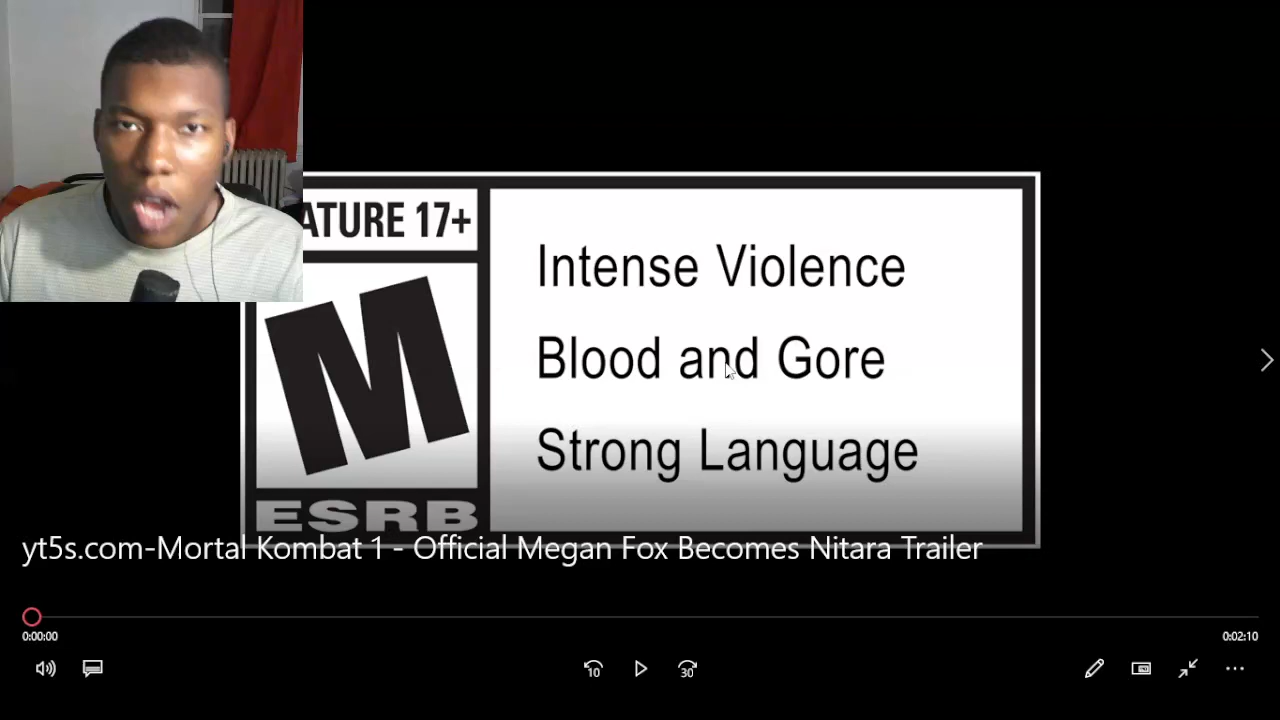 ATURE 17+
Intense Violence
Blood and Gore
Strong Language
M
ESRB
yt5s.com-Mortal Kombat 1 - Official Megan Fox Becomes Nitara Trailer
0:00:00
0:02:10
10
30